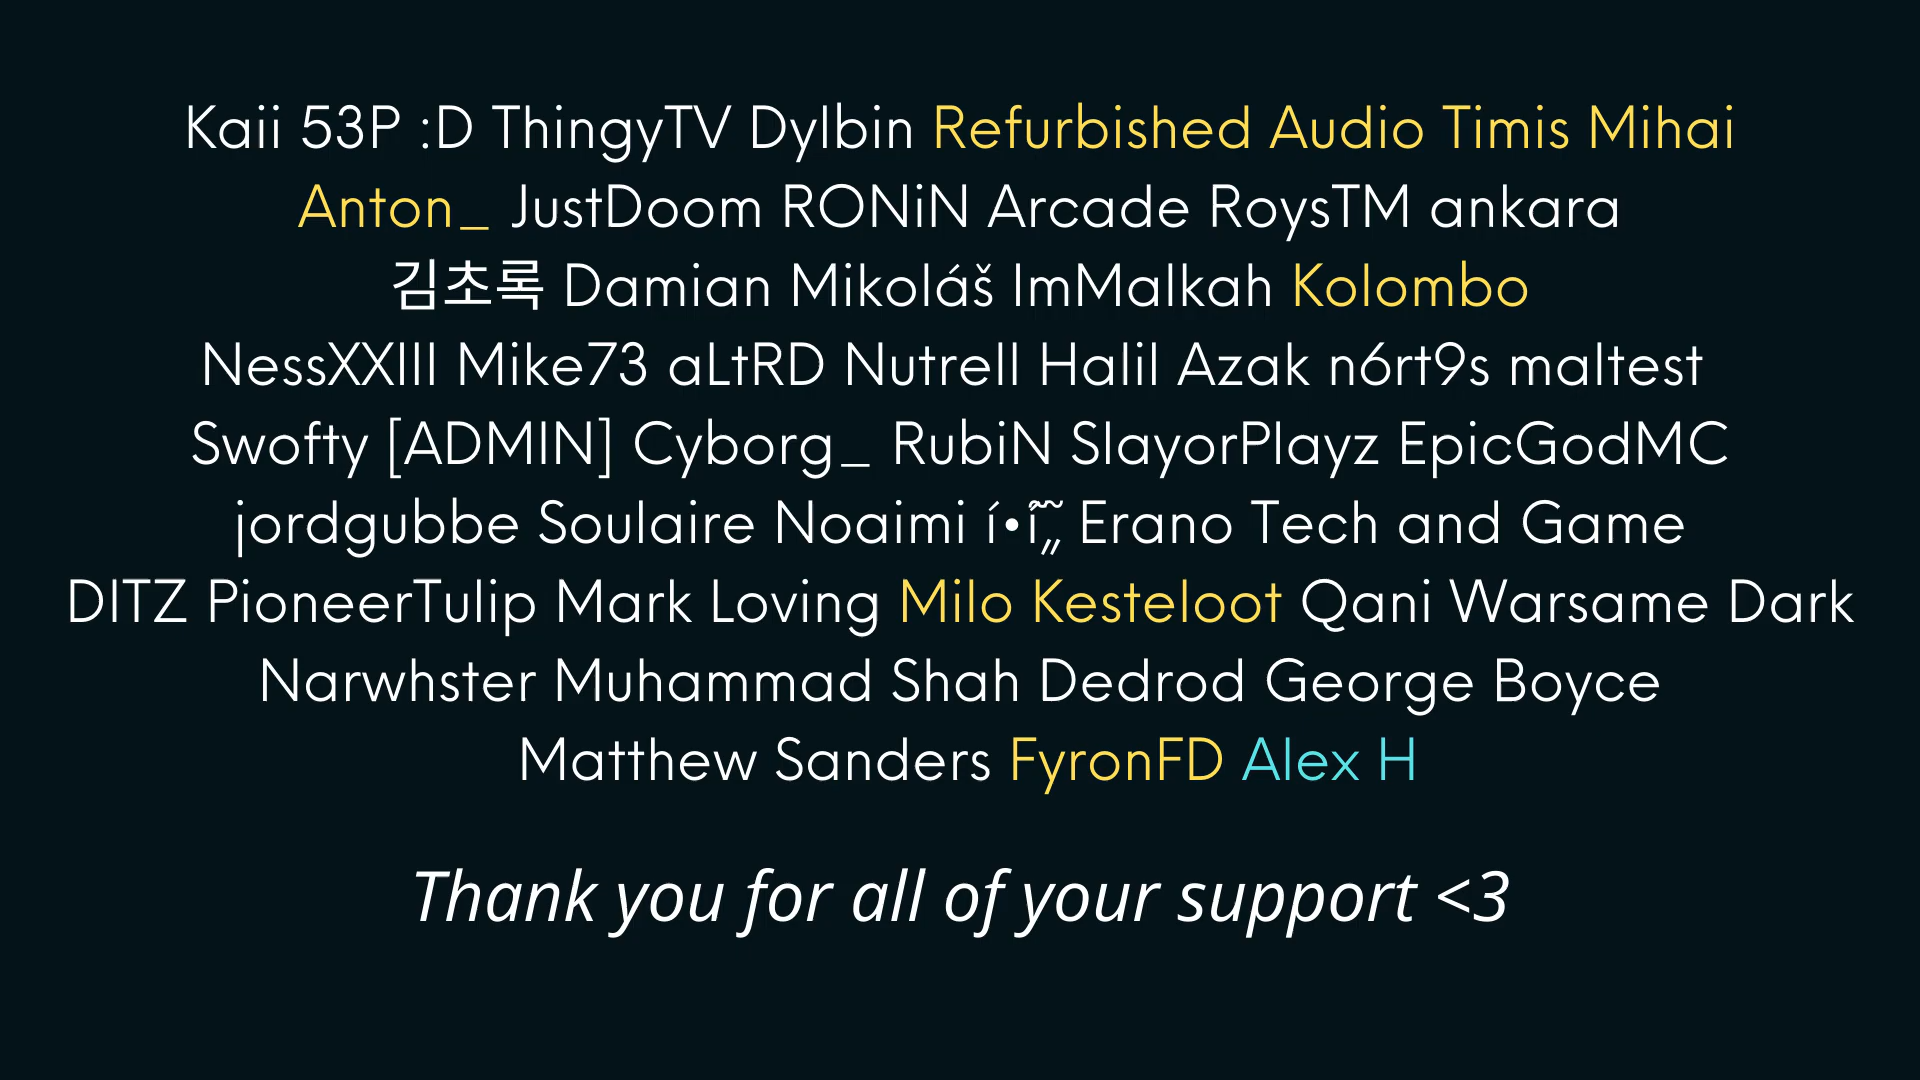 Kaii 53P :D ThingyTV Dylbin Refurbished Audio Timis Mihai
Anton_ JustDoom RONiN Arcade RoysTM ankara
김초록 Damian Mikoláš ImMalkah Kolombo
NessXXIII Mike73 aLtRD Nutrell Halil Azak n6rt9s maltest
Swofty [ADMIN] Cyborg_ RubiN SlayorPlayz EpicGodMC
jordgubbe Soulaire Noaimi Erano Tech and Game
DITZ PioneerTulip Mark Loving Milo Kesteloot Qani Warsame Dark
Narwhster Muhammad Shah Dedrod George Boyce
Matthew Sanders FyronFD Alex H
Thank you for all of your support <3